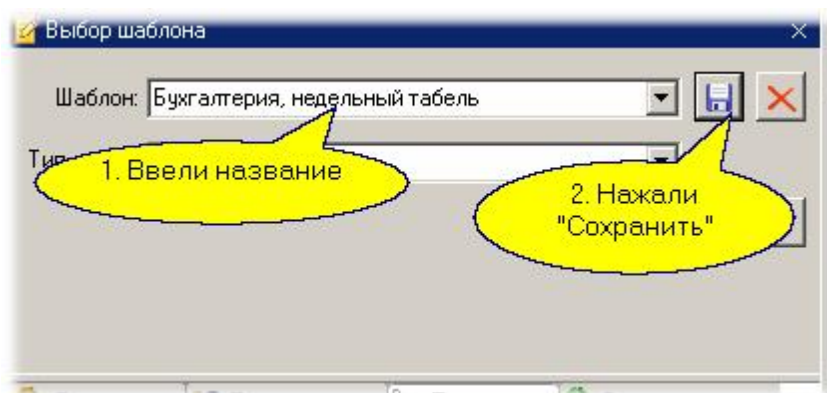 Выбор шаблона
Шаблон: Бухгалтерия, недельный табель
1. Ввели название
2. Нажали
"Сохранить"